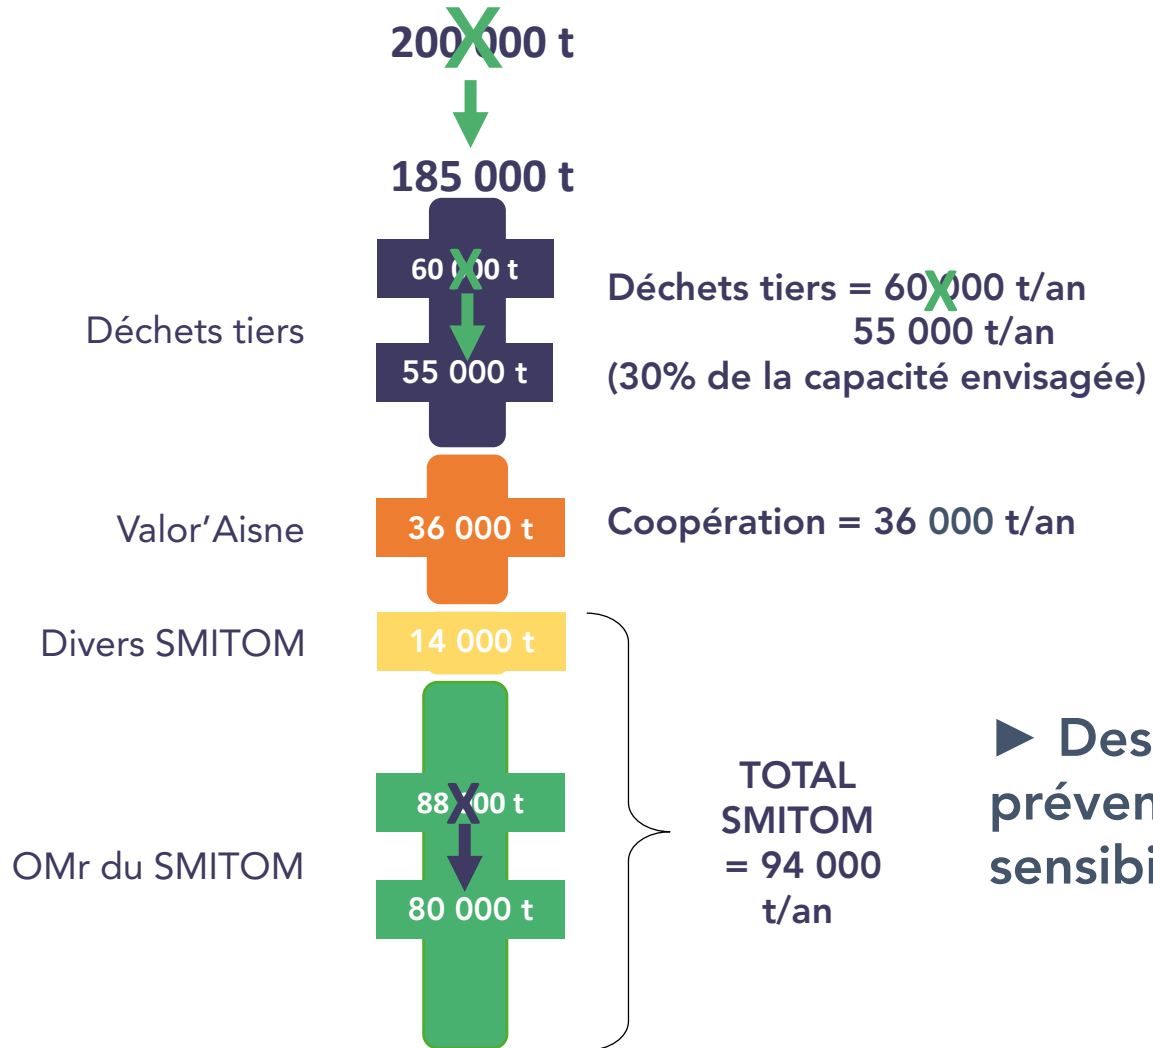 200 000 t
185 000 t
60 000 t
Déchets tiers
55 000 t
Déchets tiers = 60 000 t/an
55 000 t/an
(30% de la capacité envisagée)
Valor’Aisne
36 000 t
Coopération = 36 000 t/an
Divers SMITOM
14 000 t
88 000 t
OMr du SMITOM
80 000 t
TOTAL
SMITOM
= 94 000
t/an
► Des
préven
sensibi